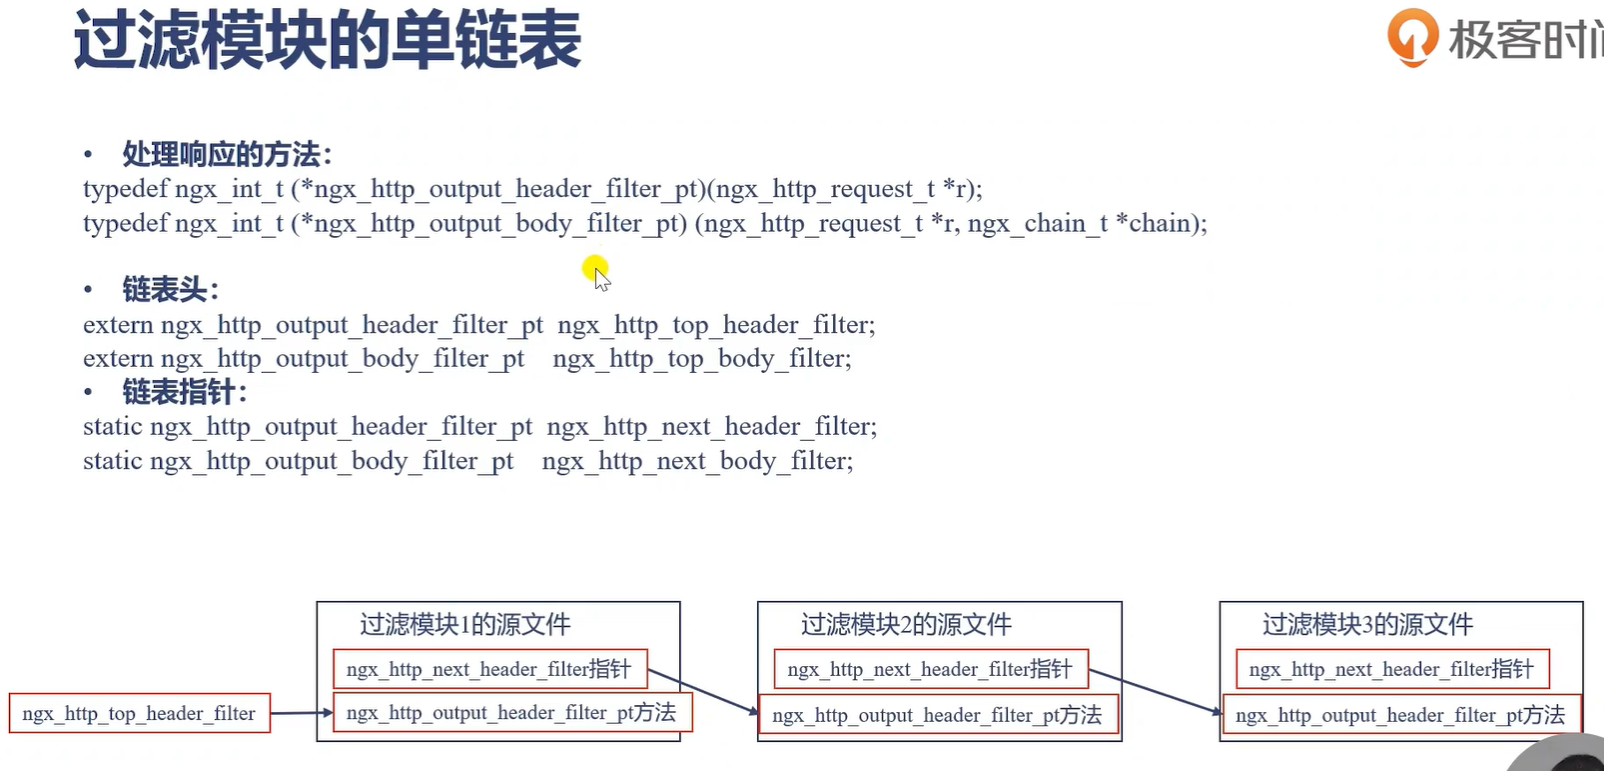 过滤模块的单链表
极客时间
• 处理响应的方法：
typedef ngx_int_t (*ngx_http_output_header_filter_pt)(ngx_http_request_t *r);
typedef ngx_int_t (*ngx_http_output_body_filter_pt) (ngx_http_request_t *r, ngx_chain_t *chain);
• 链表头：
extern ngx_http_output_header_filter_pt ngx_http_top_header_filter;
extern ngx_http_output_body_filter_pt ngx_http_top_body_filter;
• 链表指针：
static ngx_http_output_header_filter_pt ngx_http_next_header_filter;
static ngx_http_output_body_filter_pt ngx_http_next_body_filter;
ngx_http_top_header_filter
过滤模块1的源文件
ngx_http_next_header_filter指针
ngx_http_output_header_filter_pt方法
过滤模块2的源文件
ngx_http_next_header_filter指针
ngx_http_output_header_filter_pt方法
过滤模块3的源文件
ngx_http_next_header_filter指针
ngx_http_output_header_filter_pt方法